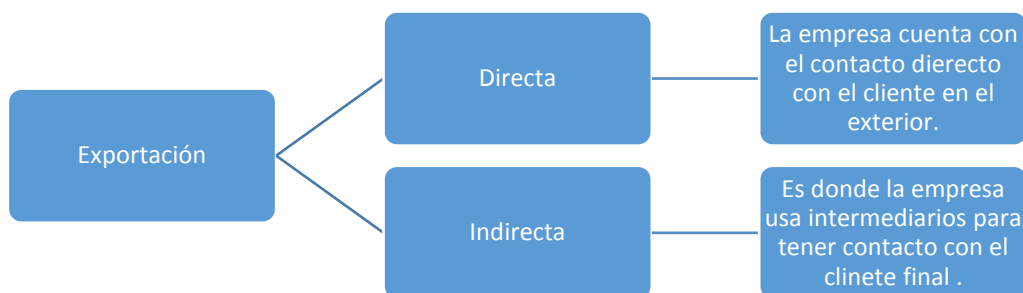 Exportación
Directa
La empresa cuenta con
el contacto dierecto
con el cliente en el
exterior.
Indirecta
Es donde la empresa
usa intermediarios para
tener contacto con el
clinete final .